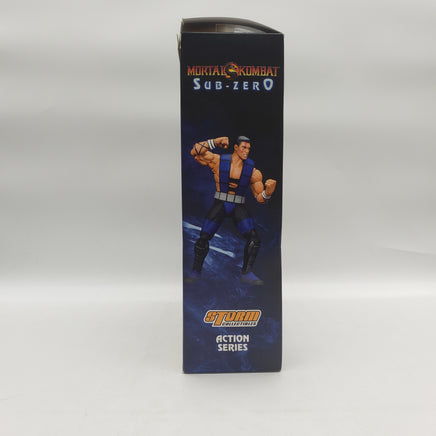 MORTAL KOMBAT
SUB-ZERO
STORM
COLLECTIBLES
ACTION
SERIES